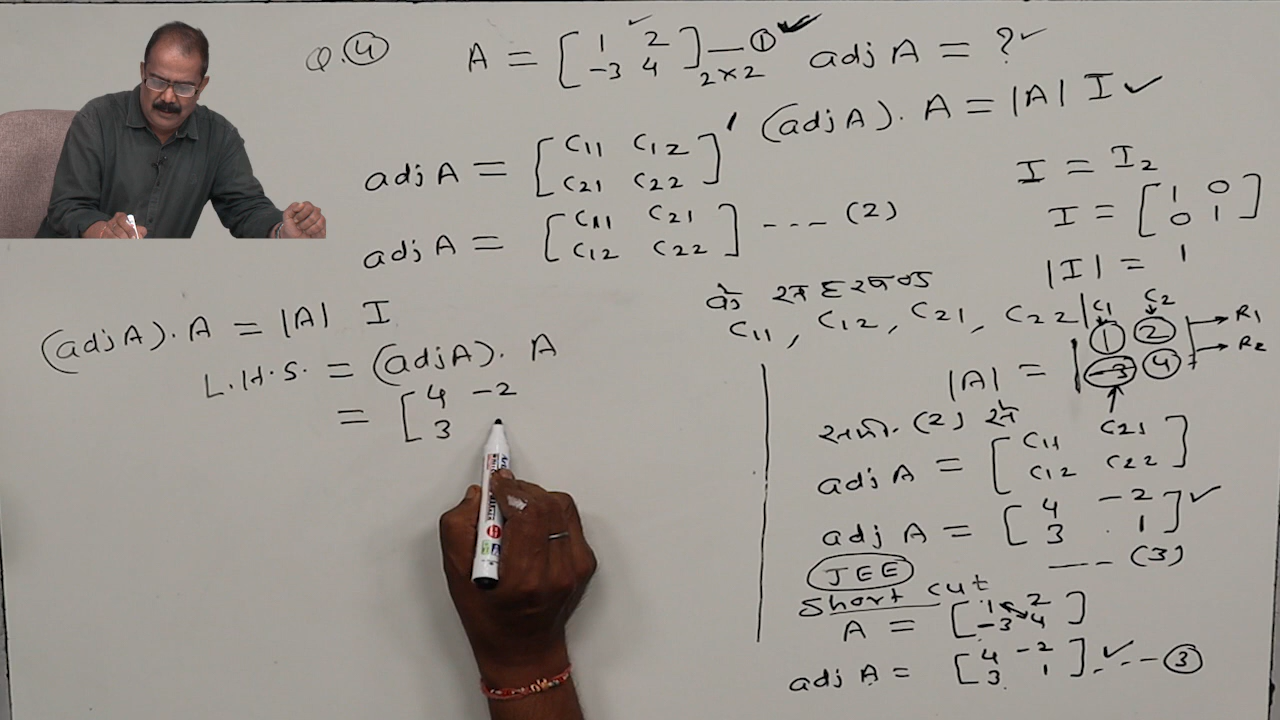 Q.4 A = [1 2 -3 4] 2×2 — 1 ✓ adj A = ? ✓
(adj A). A = |A| I ✓
adj A = [C11 C12 C21 C22]'
adj A = [C11 C21 C12 C22] --- (2)
I = I2
I = [1 0 0 1]
|I| = 1
के सहखण्ड
C11, C12, C21, C22
(adj A). A = |A| I
L.H.S. = (adj A). A
= [4 -2
3
C1 C2
|A| = |1 2 -3 4| → R1 → R2
समी. (2) से
adj A = [C11 C21 C12 C22]
adj A = [4 -2 3 1] ✓
---- (3)
JEE
Short cut
A = [1 2 -3 4]
adj A = [4 -2 3 1] ✓ --- 3